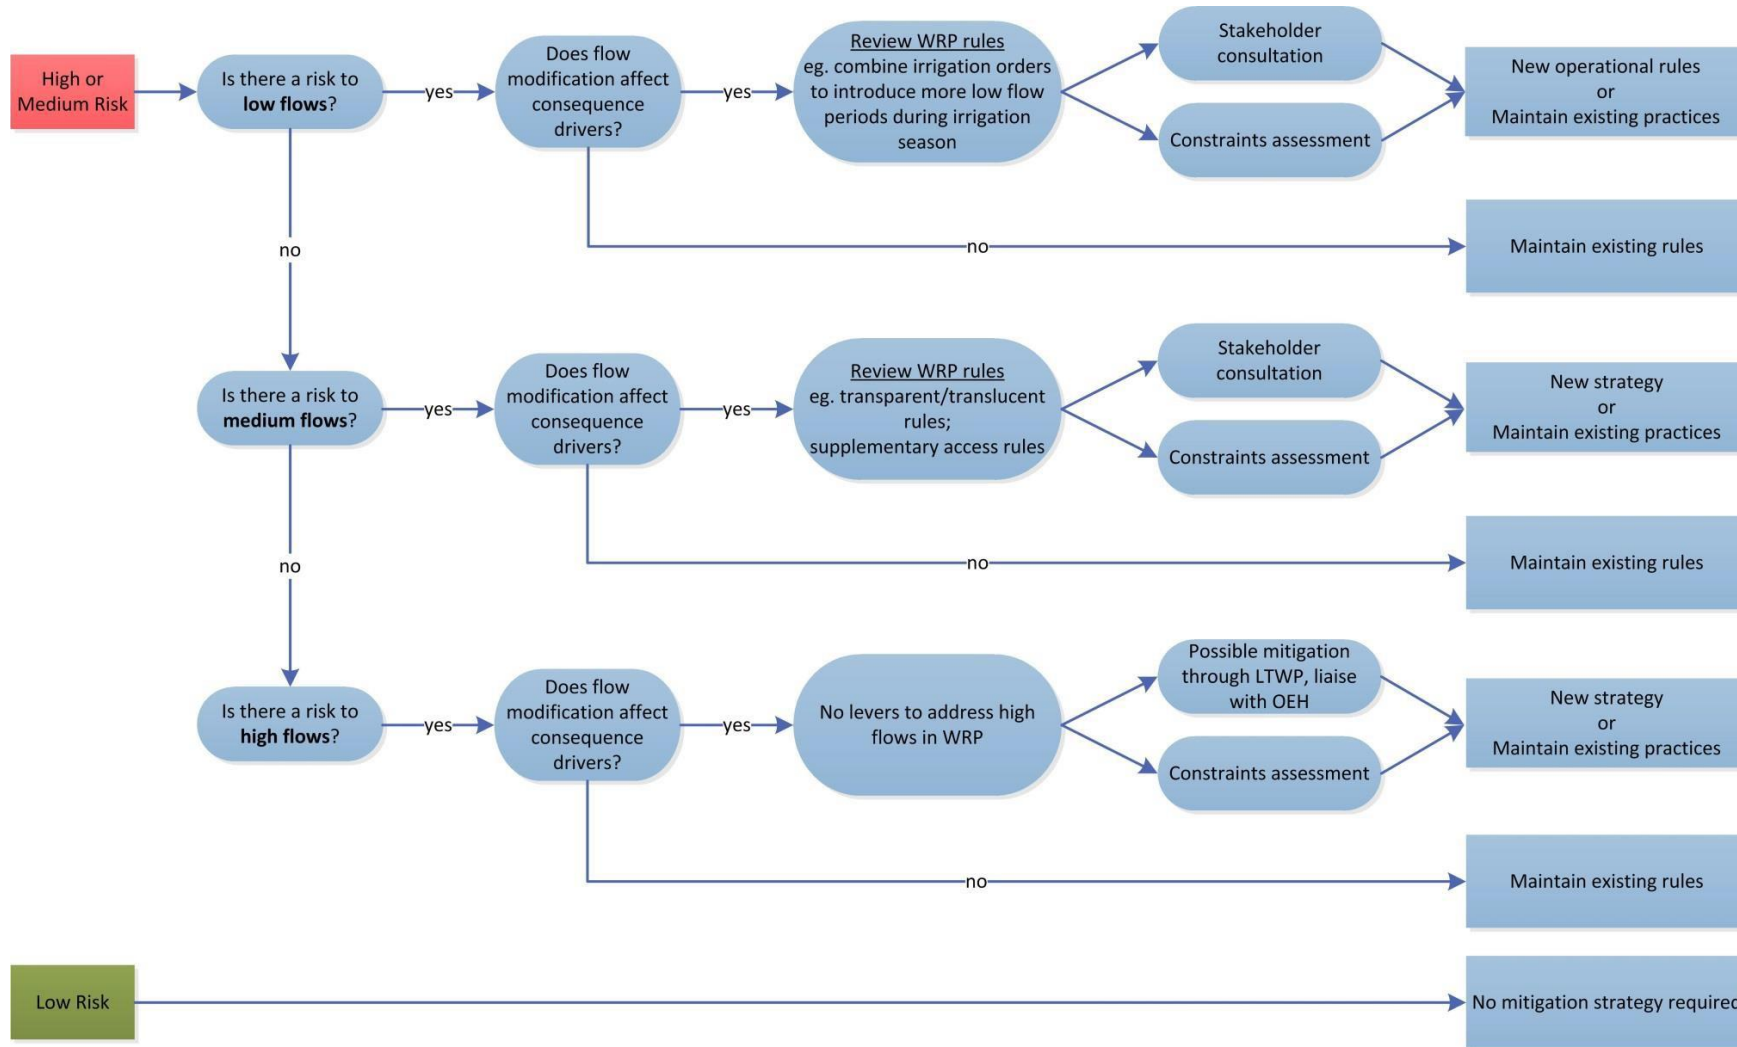 High or
Medium Risk
Is there a risk to
low flows?
yes
Does flow
modification affect
consequence
drivers?
yes
Review WRP rules
eg. combine irrigation orders
to introduce more low flow
periods during irrigation
season
Stakeholder
consultation
Constraints assessment
New operational rules
or
Maintain existing practices
no
no
Maintain existing rules
Is there a risk to
medium flows?
yes
Does flow
modification affect
consequence
drivers?
yes
Review WRP rules
eg. transparent/translucent
rules;
supplementary access rules
Stakeholder
consultation
Constraints assessment
New strategy
or
Maintain existing practices
no
no
Maintain existing rules
Is there a risk to
high flows?
yes
Does flow
modification affect
consequence
drivers?
yes
No levers to address high
flows in WRP
Possible mitigation
through LTWP, liaise
with OEH
Constraints assessment
New strategy
or
Maintain existing practices
no
Maintain existing rules
Low Risk
No mitigation strategy required